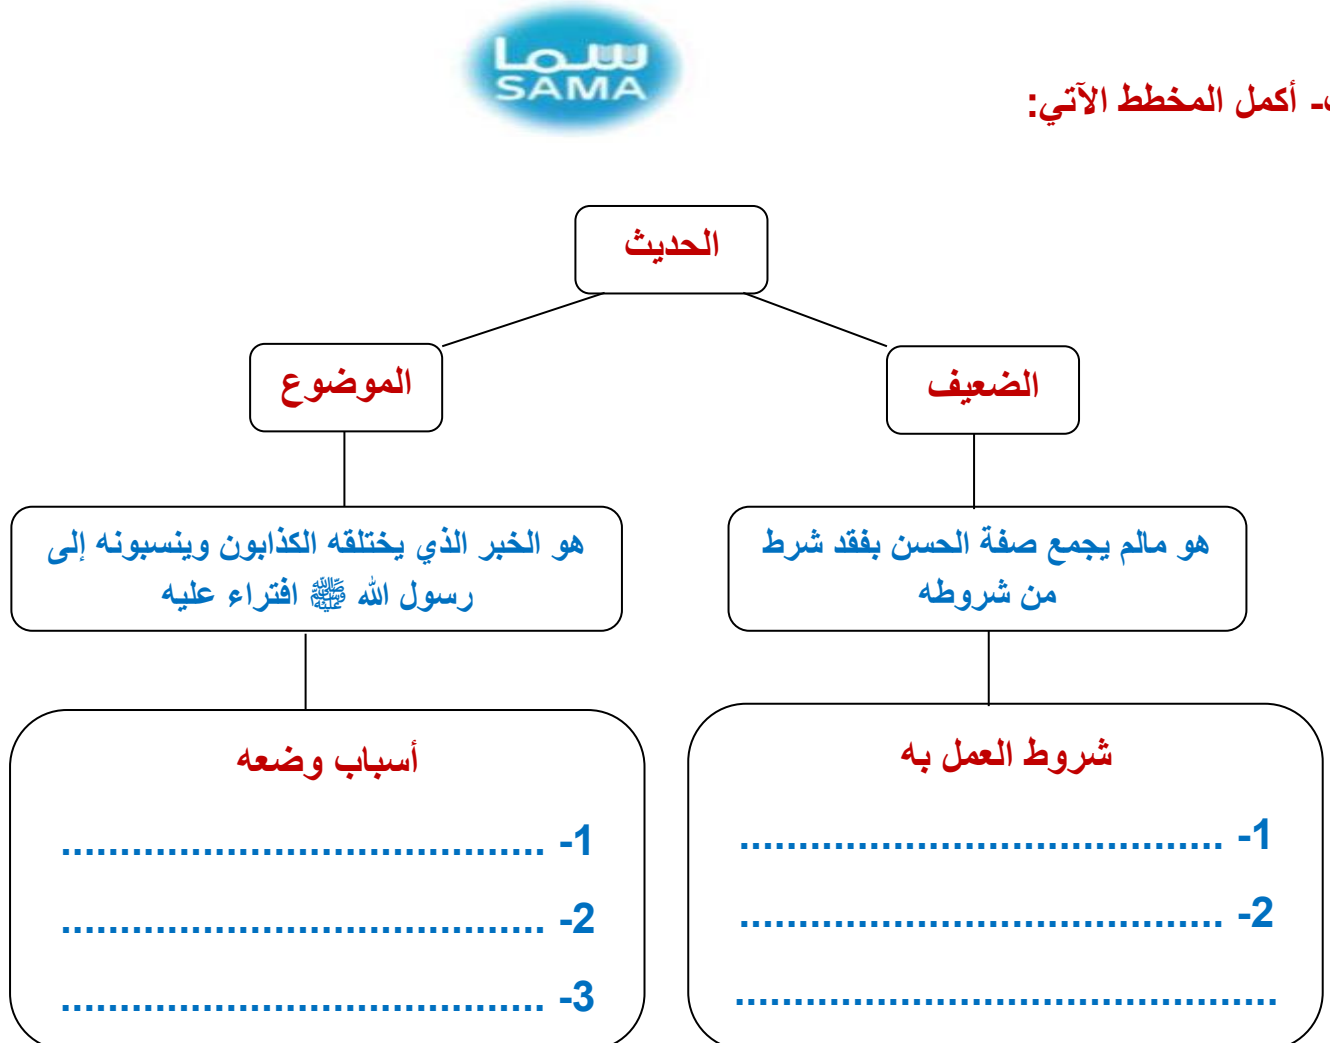 سما
SAMA
- أكمل المخطط الآتي:
الحديث
الضعيف
الموضوع
هو مالم يجمع صفة الحسن بفقد شرط
من شروطه
هو الخبر الذي يختلقه الكذابون وينسبونه إلى
رسول الله ﷺ افتراء عليه
شروط العمل به
1- .........................................
2- .........................................
..............................................
أسباب وضعه
1- .........................................
2- .........................................
3- .........................................